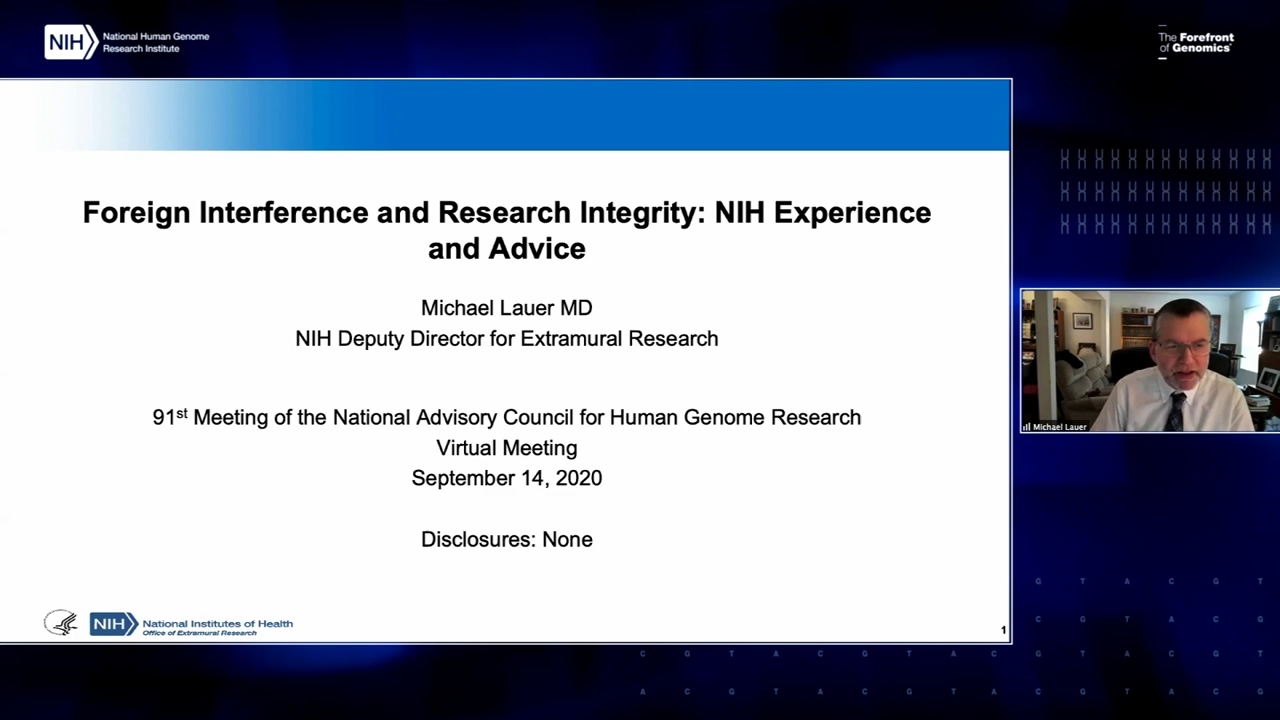 NIH
National Human Genome
Research Institute
The Forefront
of Genomics®
Foreign Interference and Research Integrity: NIH Experience
and Advice
Michael Lauer MD
NIH Deputy Director for Extramural Research
91st Meeting of the National Advisory Council for Human Genome Research
Virtual Meeting
September 14, 2020
Disclosures: None
Michael Lauer
NIH
National Institutes of Health
Office of Extramural Research
1
G T A C G T
C G T A C G
C G T A C G T A C G T A C G T
A C G T A C G T A C G T A C G